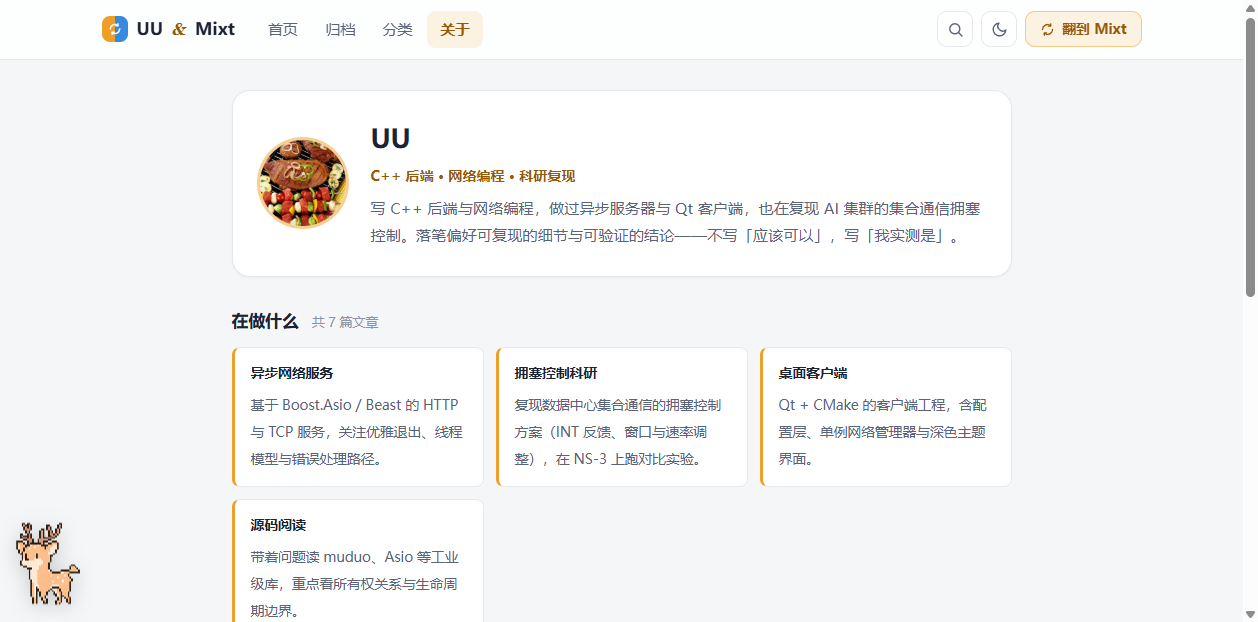 UU & Mixt 首页 归档 分类 关于 翻到 Mixt
UU
C++ 后端 • 网络编程 • 科研复现
写 C++ 后端与网络编程，做过异步服务器与 Qt 客户端，也在复现 AI 集群的集合通信拥塞
控制。落笔偏好可复现的细节与可验证的结论——不写「应该可以」，写「我实测是」。
在做什么 共 7 篇文章
异步网络服务
基于 Boost.Asio / Beast 的 HTTP
与 TCP 服务，关注优雅退出、线程
模型与错误处理路径。
拥塞控制科研
复现数据中心集合通信的拥塞控制
方案（INT 反馈、窗口与速率调
整），在 NS-3 上跑对比实验。
桌面客户端
Qt + CMake 的客户端工程，含配
置层、单例网络管理器与深色主题
界面。
源码阅读
带着问题读 muduo、Asio 等工业
级库，重点看所有权关系与生命周
期边界。